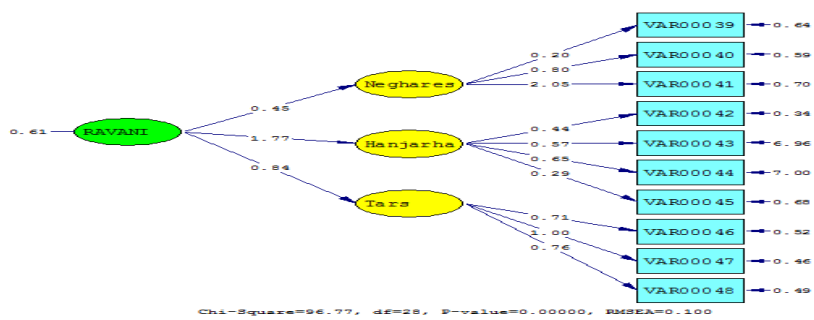 VAR00039 0.64
0.20
VAR00040 0.59
0.80
Neghares
2.05
VAR00041 0.70
0.45
VAR00042 0.34
0.44
0.61 RAVANI
1.77
Hanjarha
0.57
VAR00043 6.96
0.65
VAR00044 7.00
0.84
0.29
VAR00045 0.68
Tars
0.71
VAR00046 0.52
1.00
VAR00047 0.46
0.76
VAR00048 0.49
Chi-Square=96.77, df=28, P-value=0.00000, RMSEA=0.100